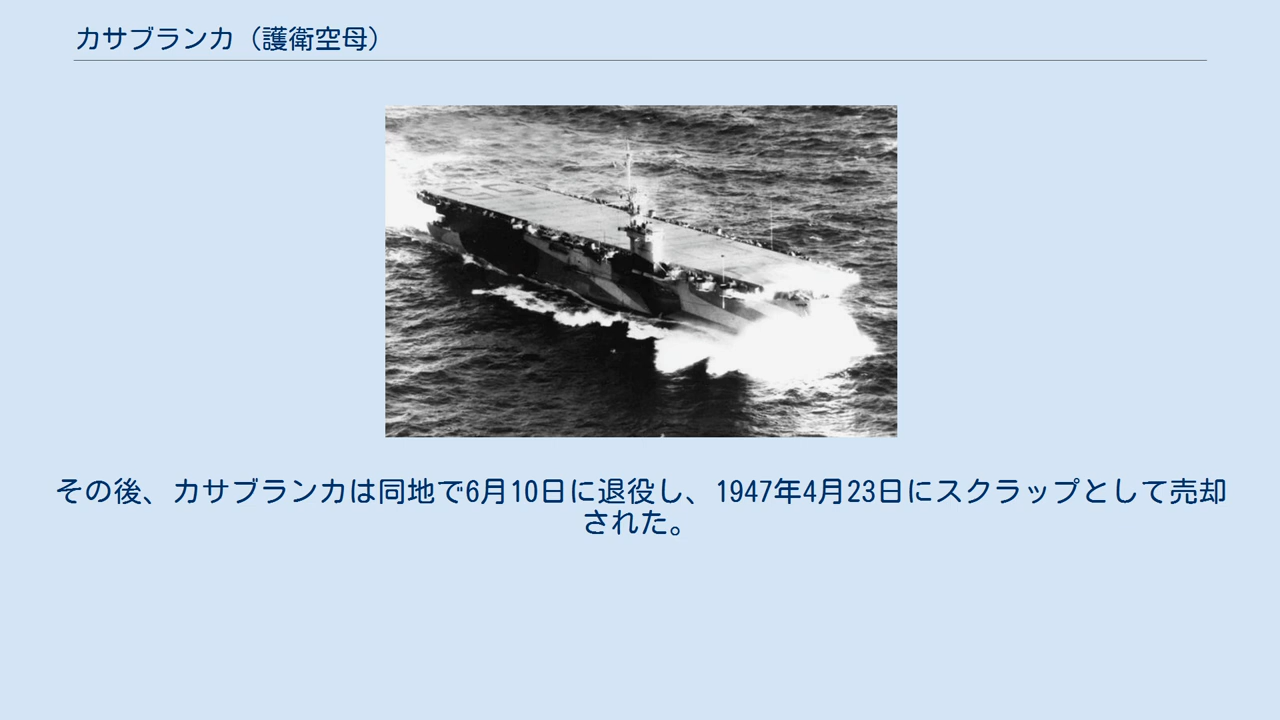 カサブランカ（護衛空母）
その後、カサブランカは同地で6月10日に退役し、1947年4月23日にスクラップとして売却
された。